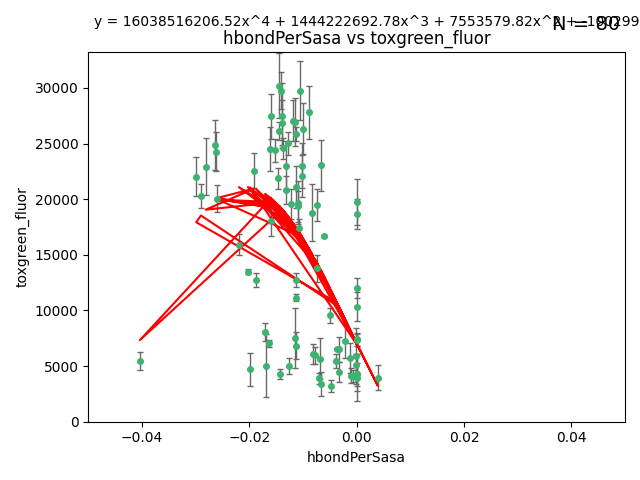 y = 16038516206.52x^4 + 1444222692.78x^3 + 7553579.82x^2 +
N = 80
hbondPerSasa vs toxgreen_fluor
30000
25000
20000
15000
10000
5000
0
toxgreen_fluor
−0.04 −0.02 0.00 0.02 0.04
hbondPerSasa